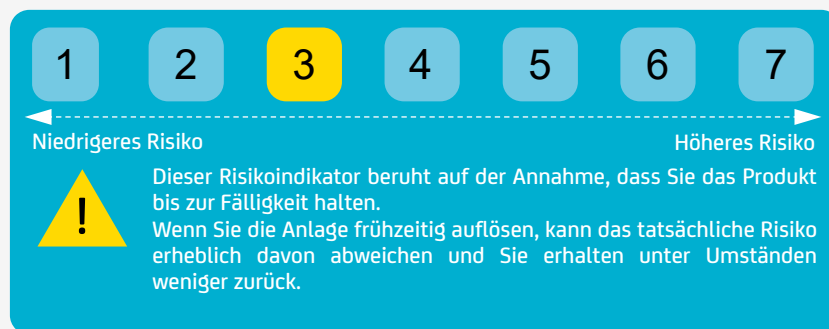 1 2 3 4 5 6 7
Niedrigeres Risiko Höheres Risiko
!
Dieser Risikoindikator beruht auf der Annahme, dass Sie das Produkt
bis zur Fälligkeit halten.
Wenn Sie die Anlage frühzeitig auflösen, kann das tatsächliche Risiko
erheblich davon abweichen und Sie erhalten unter Umständen
weniger zurück.